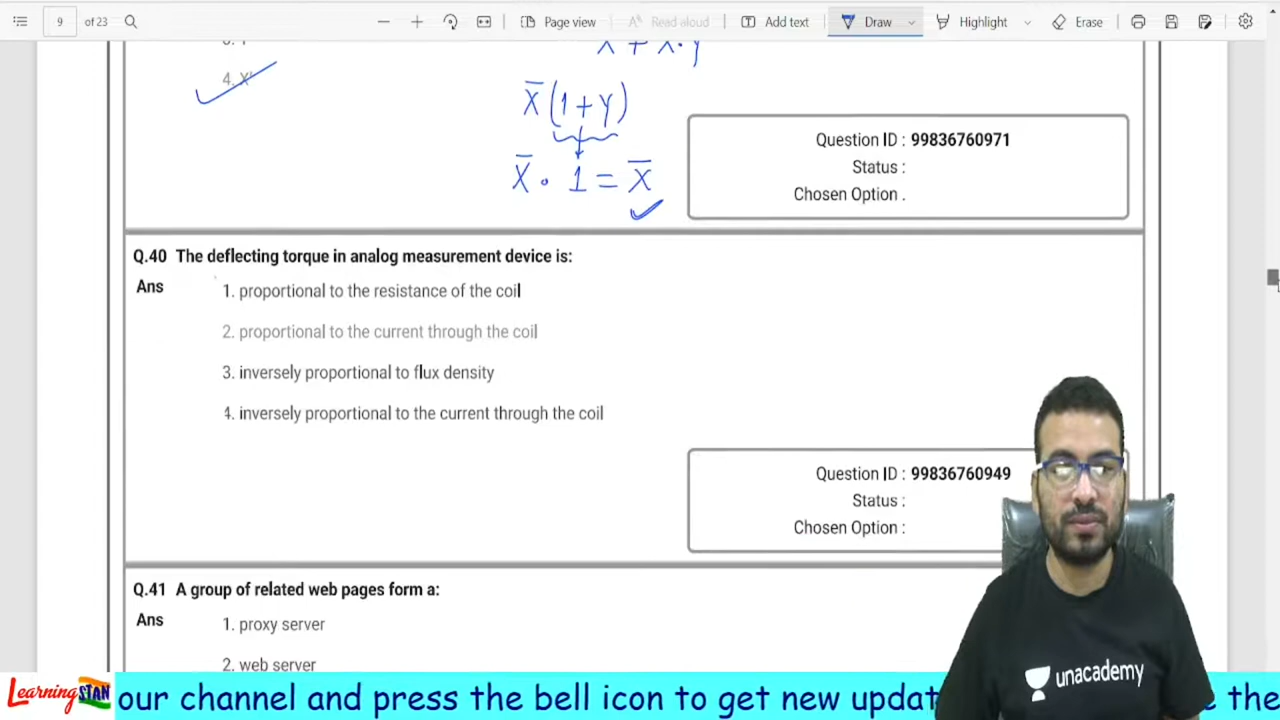 9 of 23
Page view
Read aloud
Add text
Draw
Highlight
Erase
4. X'
x̅(1+y)
x̅ . 1 = x̅
Question ID : 99836760971
Status :
Chosen Option .
Q.40 The deflecting torque in analog measurement device is:
Ans
1. proportional to the resistance of the coil
2. proportional to the current through the coil
3. inversely proportional to flux density
4. inversely proportional to the current through the coil
Question ID : 99836760949
Status :
Chosen Option :
Q.41 A group of related web pages form a:
Ans
1. proxy server
2. web server
unacademy
Learning STAN
our channel and press the bell icon to get new updat
the